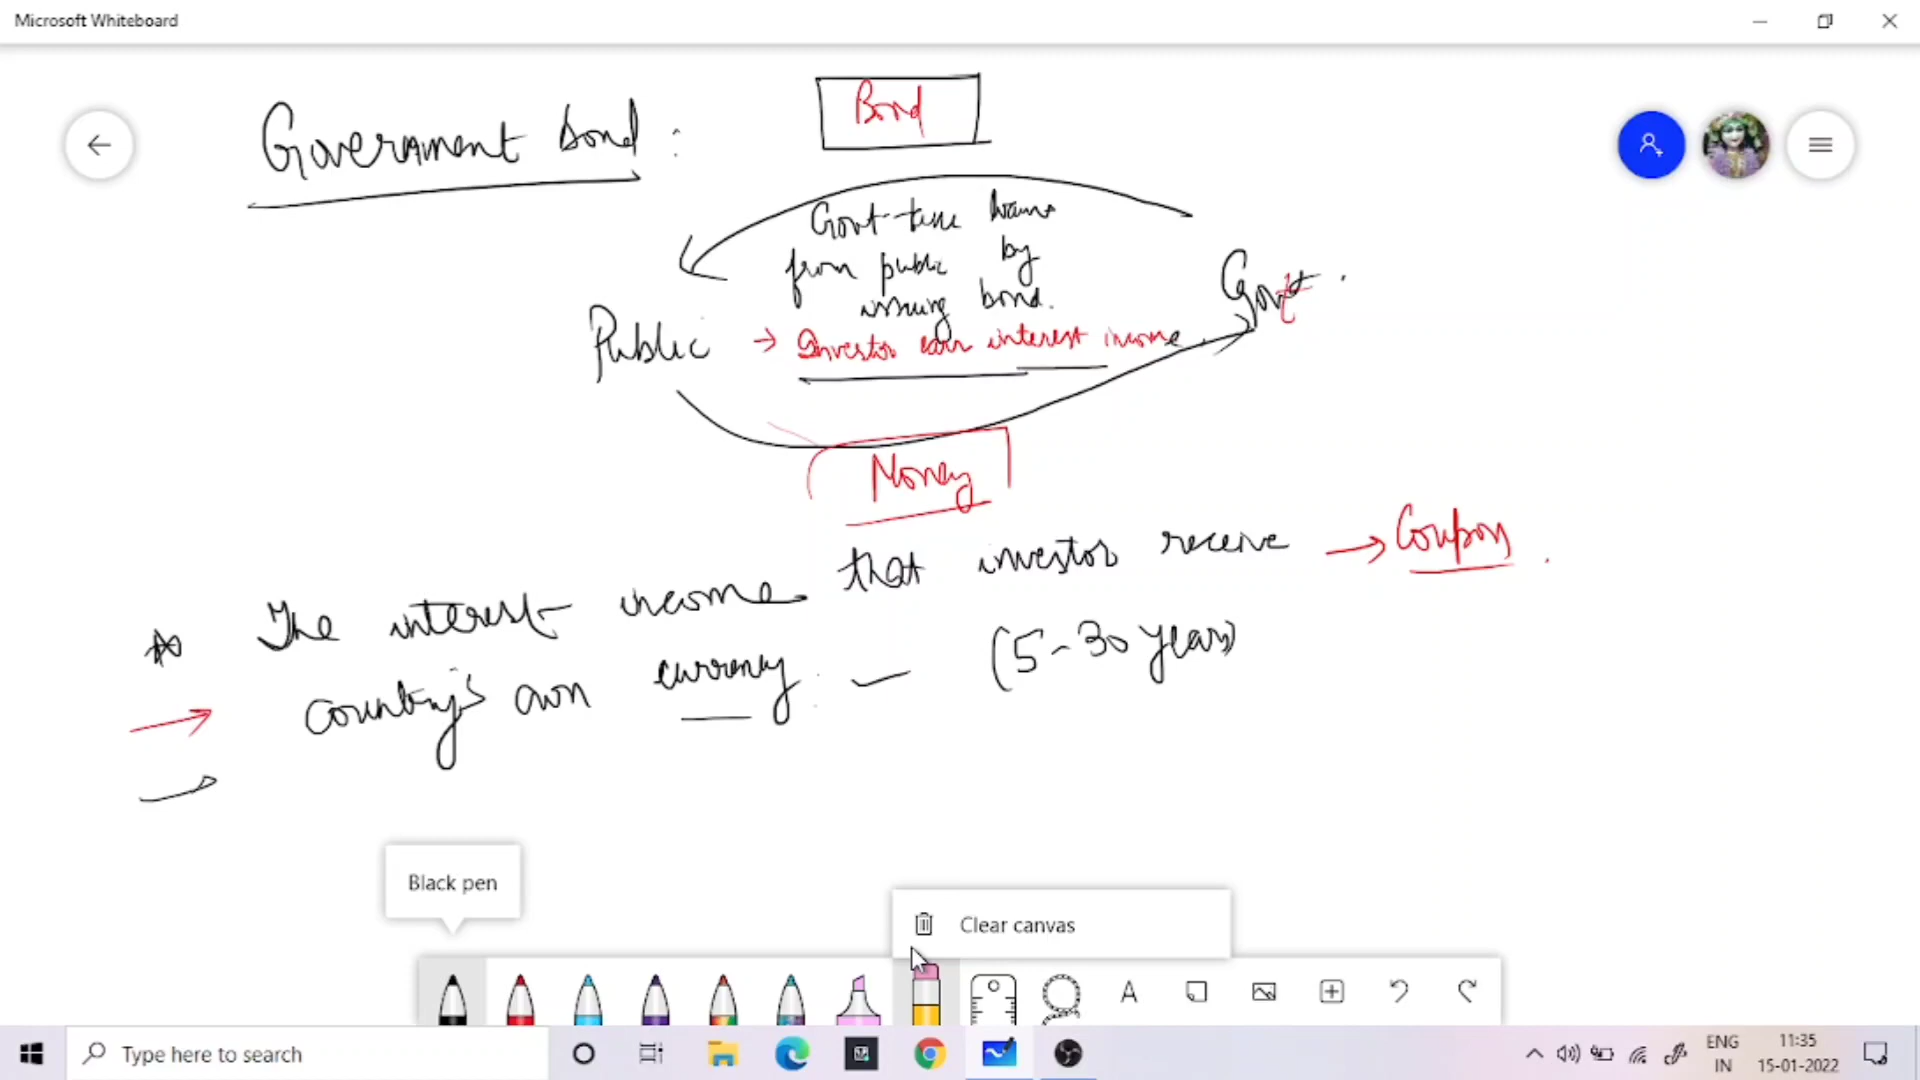 Microsoft Whiteboard
Government bond :
Bond
Govt take loans
from public by
issuing bond.
Govt.
Public → Investor earn interest income.
Money
☆ The interest income that investor receive → Coupon.
→ Country's own currency. – (5-30 years)
Black pen
Clear canvas
A
Type here to search
ENG
IN
11:35
15-01-2022